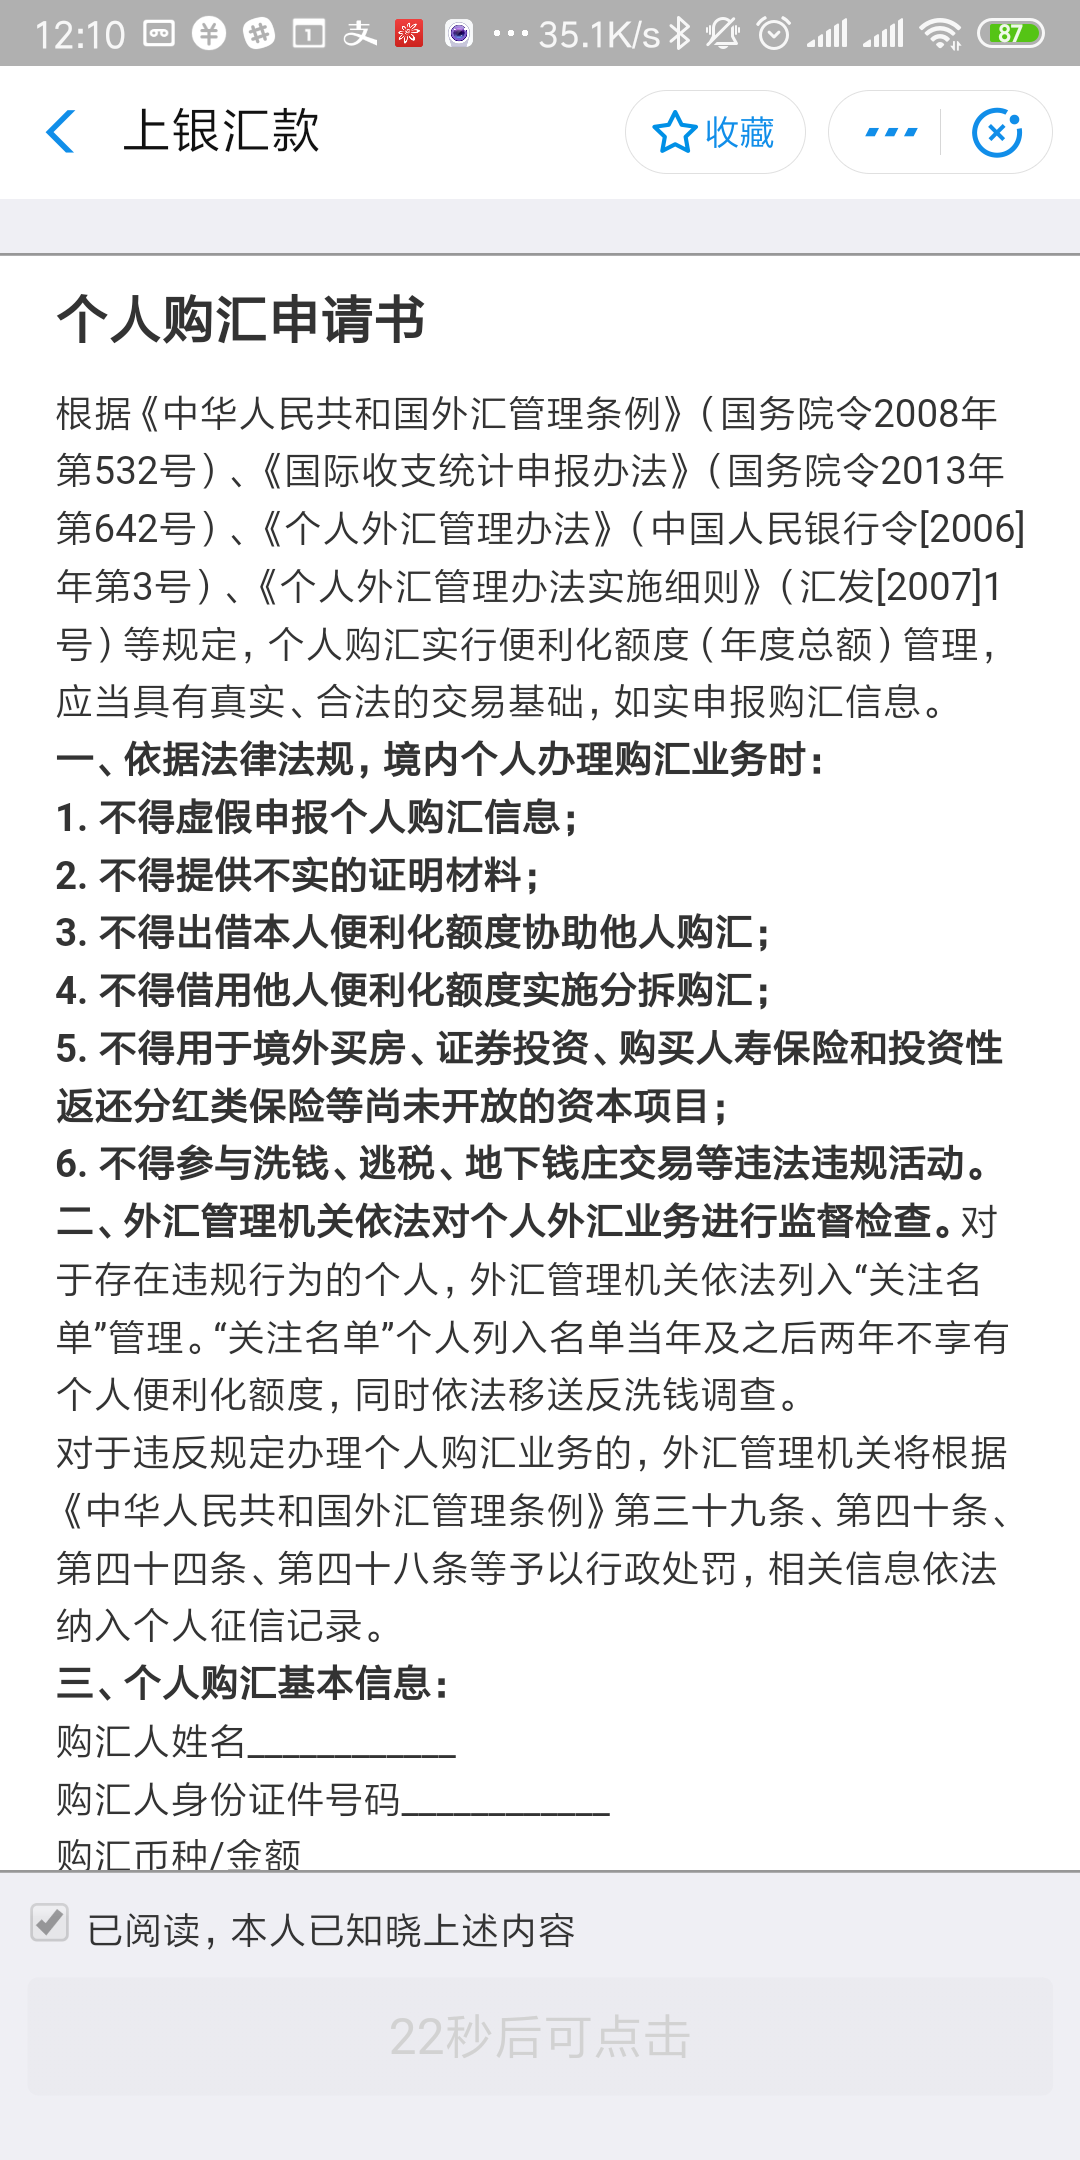 12:10
1
支
35.1K/s
87
上银汇款
收藏
个人购汇申请书
根据《中华人民共和国外汇管理条例》（国务院令2008年
第532号）、《国际收支统计申报办法》（国务院令2013年
第642号）、《个人外汇管理办法》（中国人民银行令[2006]
年第3号）、《个人外汇管理办法实施细则》（汇发[2007]1
号）等规定，个人购汇实行便利化额度（年度总额）管理，
应当具有真实、合法的交易基础，如实申报购汇信息。
一、依据法律法规，境内个人办理购汇业务时：
1. 不得虚假申报个人购汇信息；
2. 不得提供不实的证明材料；
3. 不得出借本人便利化额度协助他人购汇；
4. 不得借用他人便利化额度实施分拆购汇；
5. 不得用于境外买房、证券投资、购买人寿保险和投资性
返还分红类保险等尚未开放的资本项目；
6. 不得参与洗钱、逃税、地下钱庄交易等违法违规活动。
二、外汇管理机关依法对个人外汇业务进行监督检查。对
于存在违规行为的个人，外汇管理机关依法列入“关注名
单”管理。“关注名单”个人列入名单当年及之后两年不享有
个人便利化额度，同时依法移送反洗钱调查。
对于违反规定办理个人购汇业务的，外汇管理机关将根据
《中华人民共和国外汇管理条例》第三十九条、第四十条、
第四十四条、第四十八条等予以行政处罚，相关信息依法
纳入个人征信记录。
三、个人购汇基本信息：
购汇人姓名____________
购汇人身份证件号码____________
购汇币种/金额
已阅读，本人已知晓上述内容
22秒后可点击